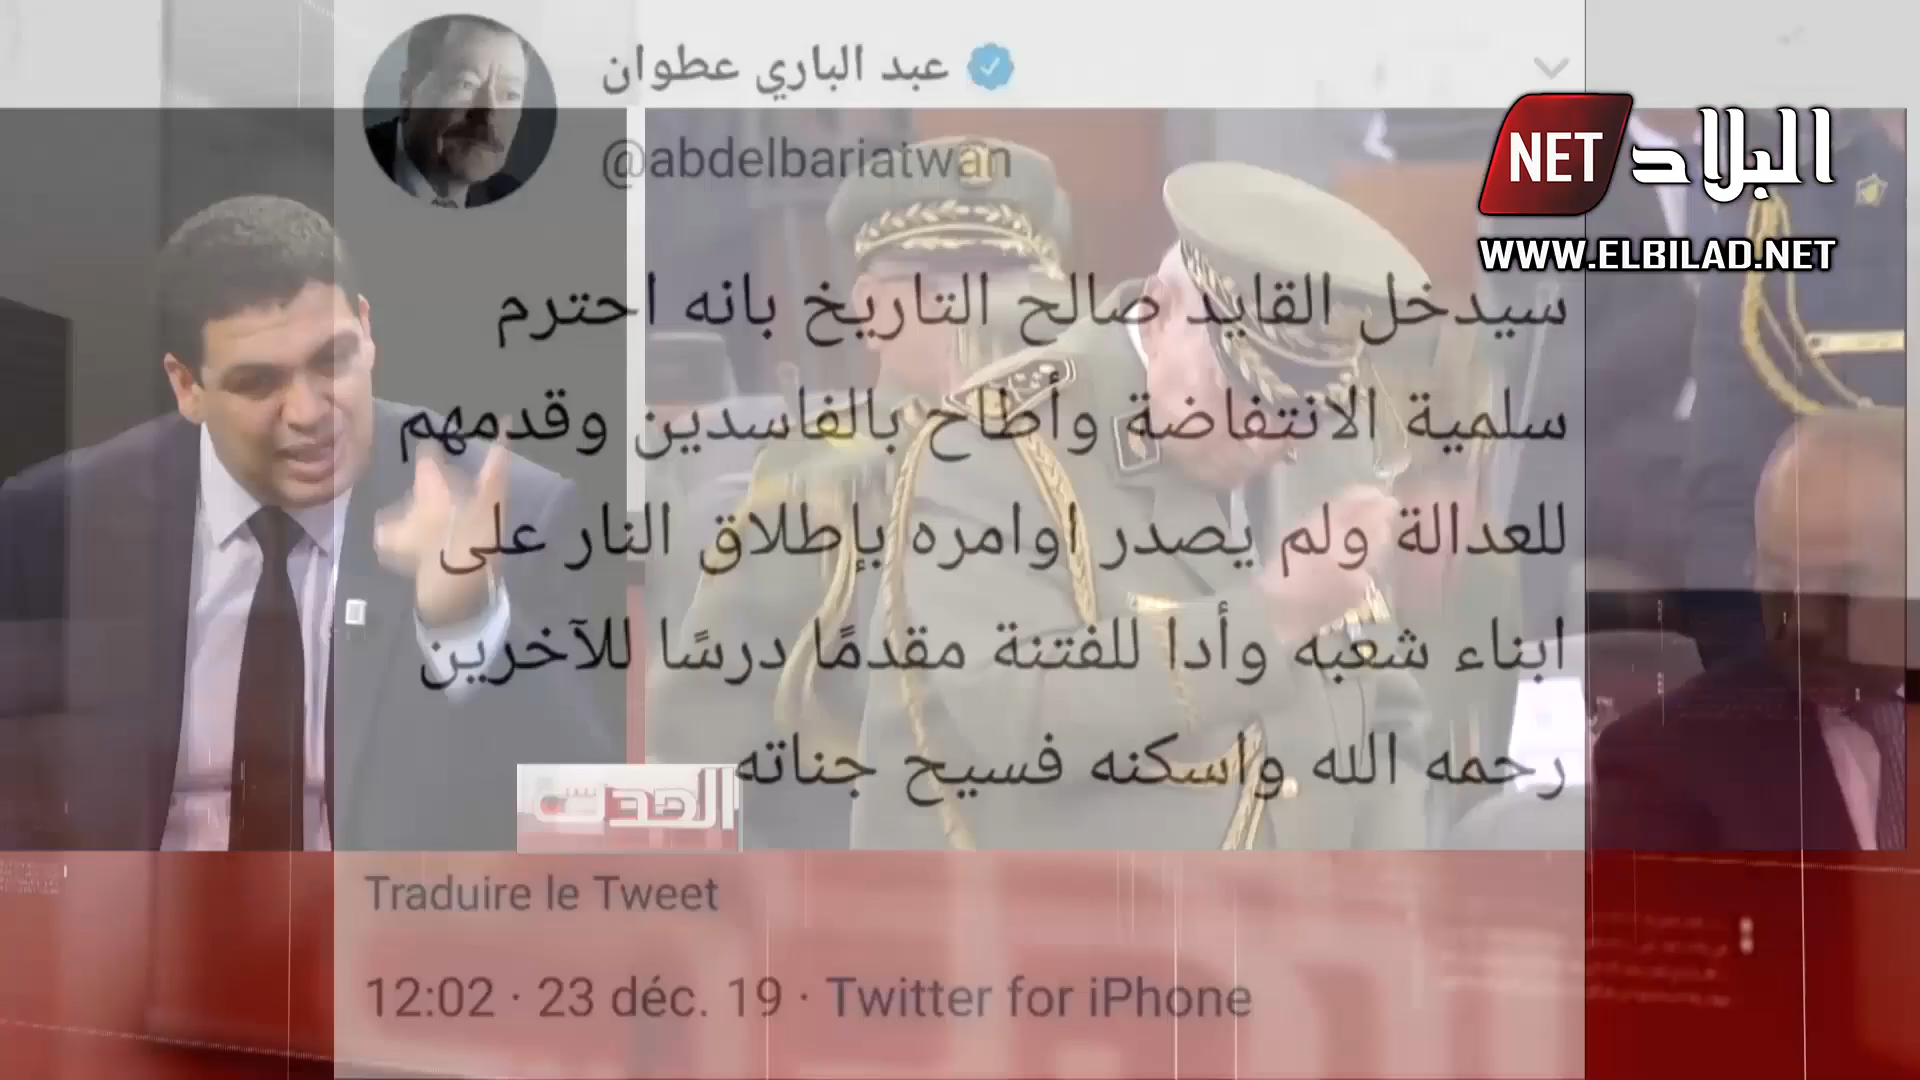 عبد الباري عطوان
@abdelbariatwan
NET البلاد
WWW.ELBILAD.NET
سيدخل القايد صالح التاريخ بانه احترم
سلمية الانتفاضة وأطاح بالفاسدين وقدمهم
للعدالة ولم يصدر اوامره بإطلاق النار على
ابناء شعبه وأدا للفتنة مقدمًا درسًا للآخرين
رحمه الله واسكنه فسيح جناته
الحدث
Traduire le Tweet
12:02 · 23 déc. 19 · Twitter for iPhone